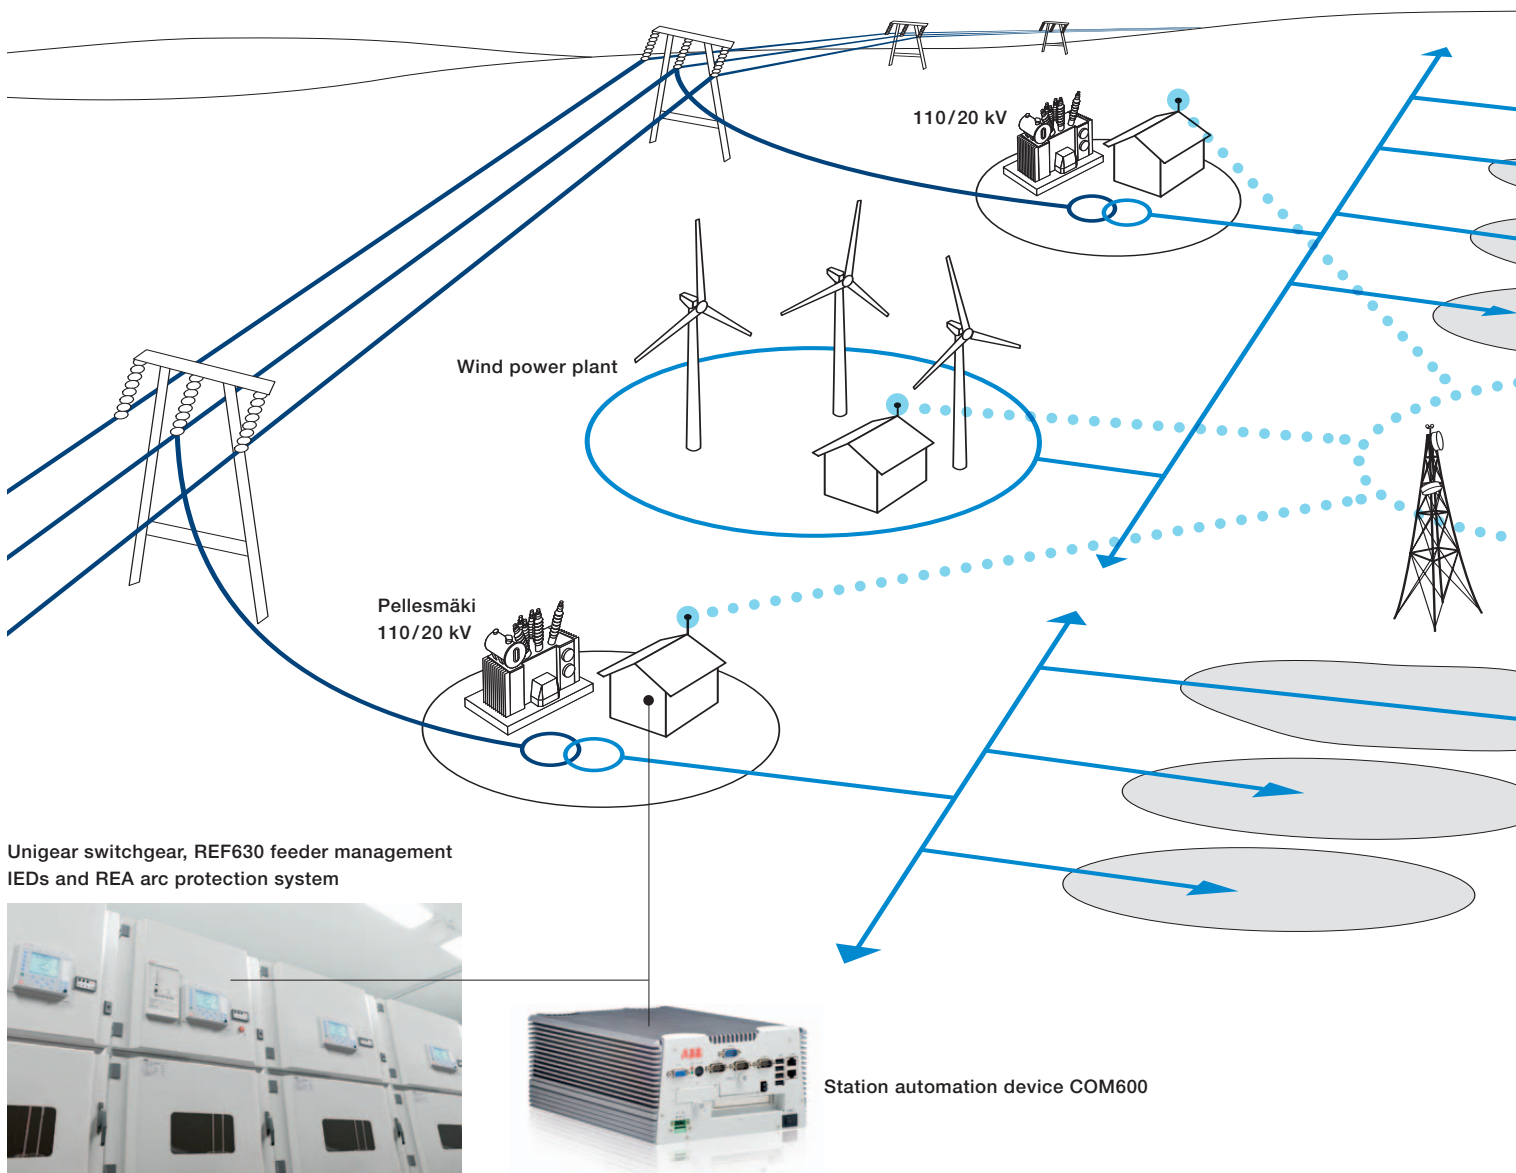 110/20 kV
Wind power plant
Pellesmäki
110/20 kV
Unigear switchgear, REF630 feeder management
IEDs and REA arc protection system
ABB
Station automation device COM600